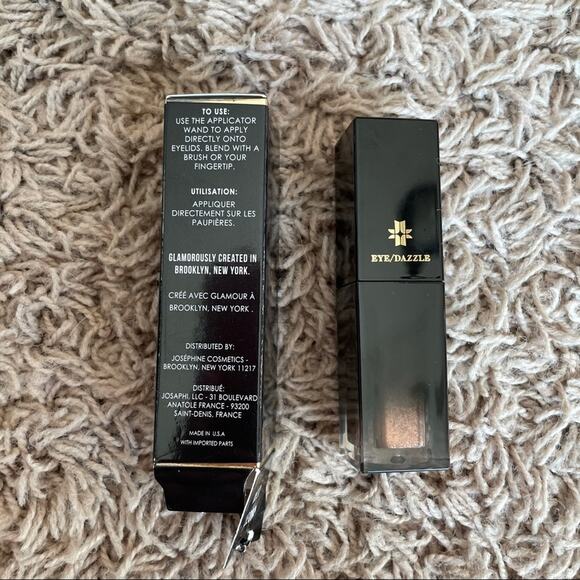 TO USE:
USE THE APPLICATOR
WAND TO APPLY
DIRECTLY ONTO
EYELIDS. BLEND WITH A
BRUSH OR YOUR
FINGERTIP.
UTILISATION:
APPLIQUER
DIRECTEMENT SUR LES
PAUPIÈRES.
GLAMOROUSLY CREATED IN
BROOKLYN, NEW YORK.
CRÉÉ AVEC GLAMOUR À
BROOKLYN, NEW YORK .
DISTRIBUTED BY:
JOSÉPHINE COSMETICS -
BROOKLYN, NEW YORK 11217
DISTRIBUÉ:
JOSAPHI, LLC - 31 BOULEVARD
ANATOLE FRANCE - 93200
SAINT-DENIS, FRANCE
MADE IN U.S.A
WITH IMPORTED PARTS
EYE/DAZZLE